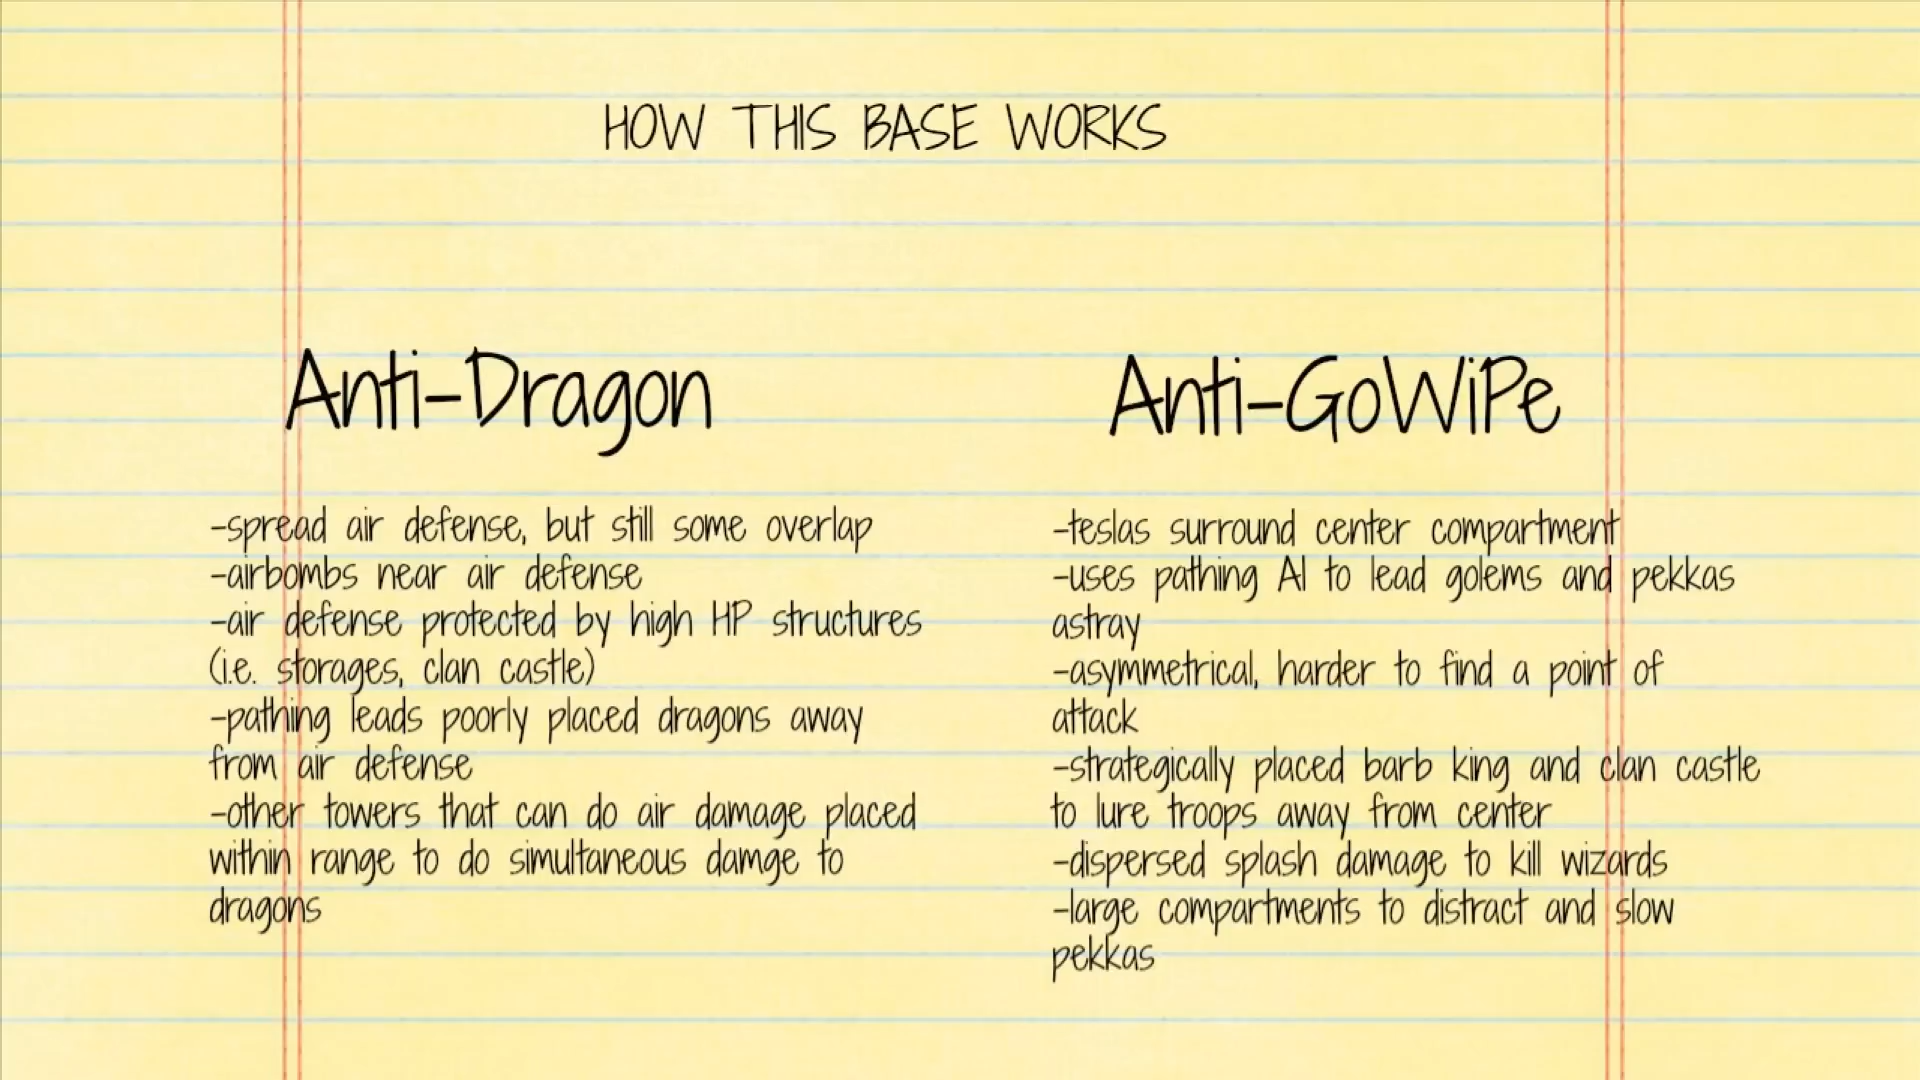 HOW THIS BASE WORKS
Anti-Dragon
-spread air defense, but still some overlap
-airbombs near air defense
-air defense protected by high HP structures
(i.e. storages, clan castle)
-pathing leads poorly placed dragons away
from air defense
-other towers that can do air damage placed
within range to do simultaneous damge to
dragons
Anti-GoWiPe
-teslas surround center compartment
-uses pathing AI to lead golems and pekkas
astray
-asymmetrical, harder to find a point of
attack
-strategically placed barb king and clan castle
to lure troops away from center
-dispersed splash damage to kill wizards
-large compartments to distract and slow
pekkas